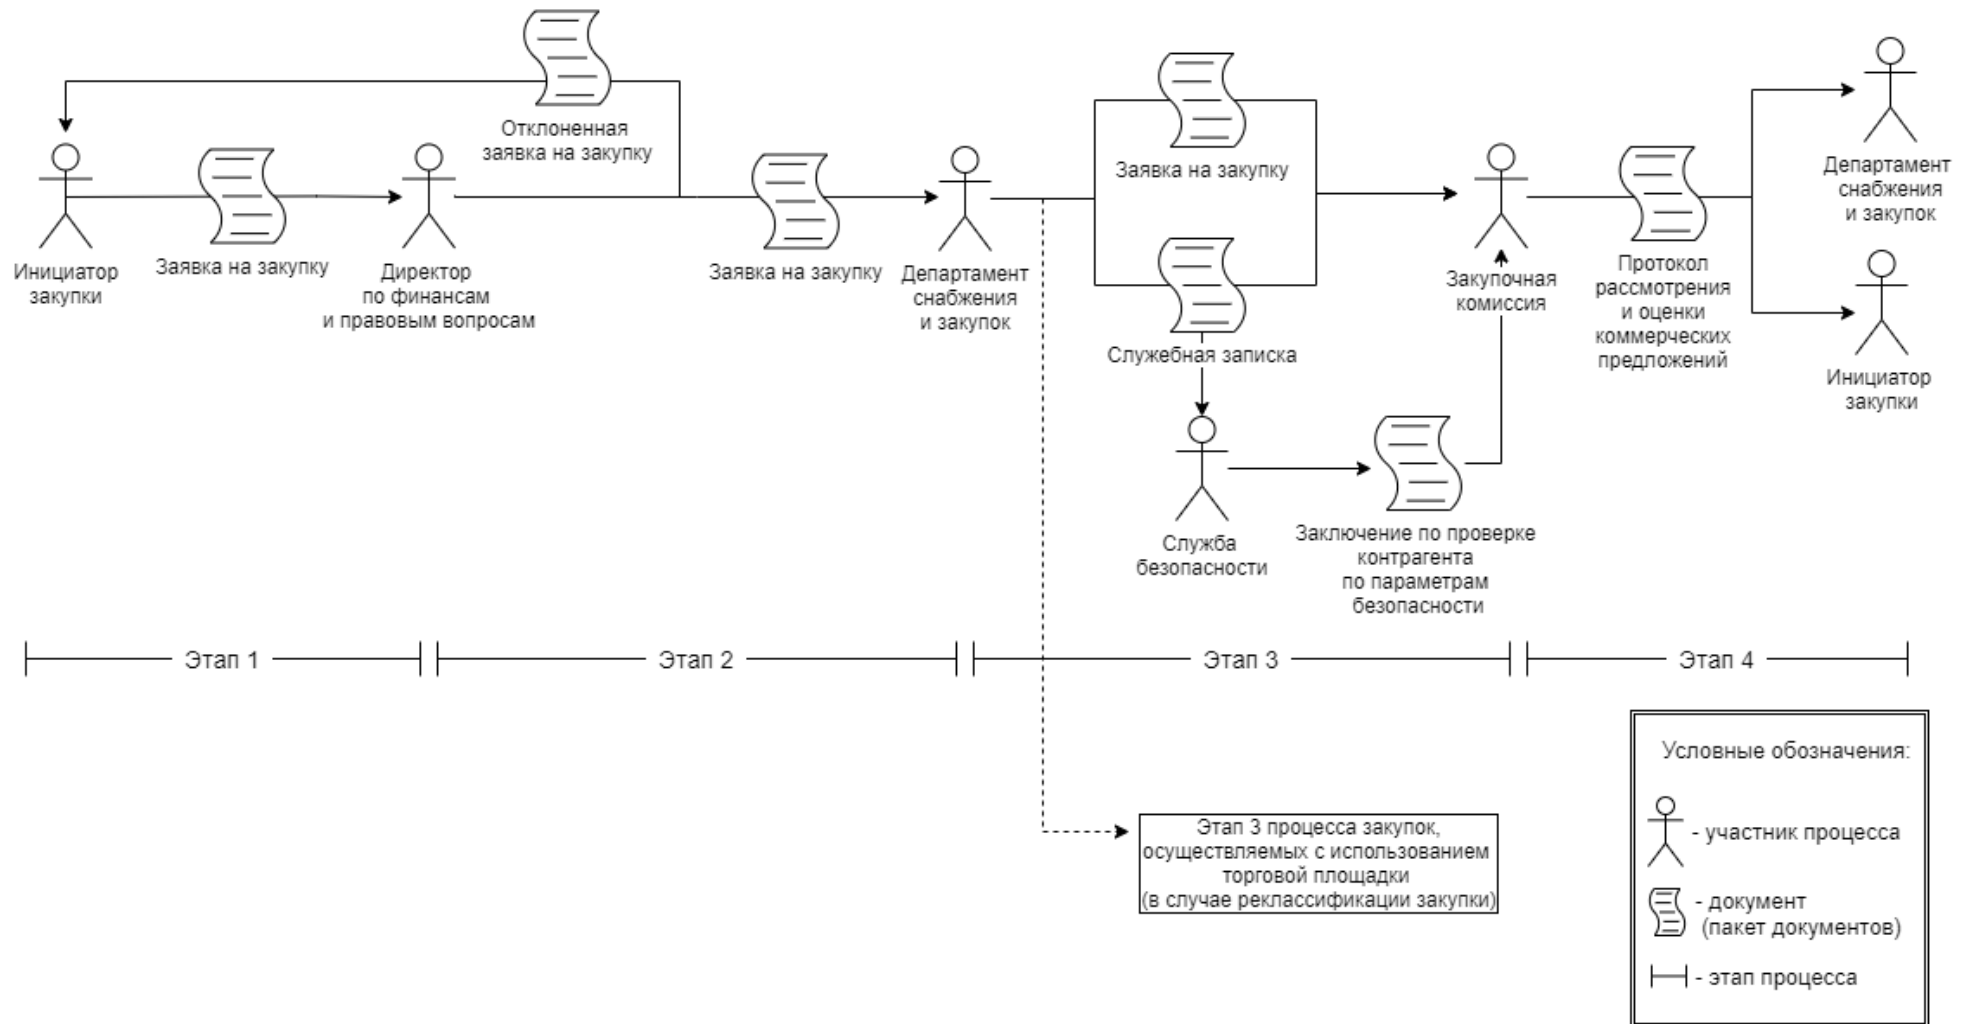 Отклоненная
заявка на закупку
Инициатор
закупки
Заявка на закупку
Директор
по финансам
и правовым вопросам
Заявка на закупку
Департамент
снабжения
и закупок
Заявка на закупку
Служебная записка
Служба
безопасности
Заключение по проверке
контрагента
по параметрам
безопасности
Закупочная
комиссия
Протокол
рассмотрения
и оценки
коммерческих
предложений
Департамент
снабжения
и закупок
Инициатор
закупки
Этап 1
Этап 2
Этап 3
Этап 4
Этап 3 процесса закупок,
осуществляемых с использованием
торговой площадки
(в случае реклассификации закупки)
Условные обозначения:
- участник процесса
- документ
(пакет документов)
- этап процесса